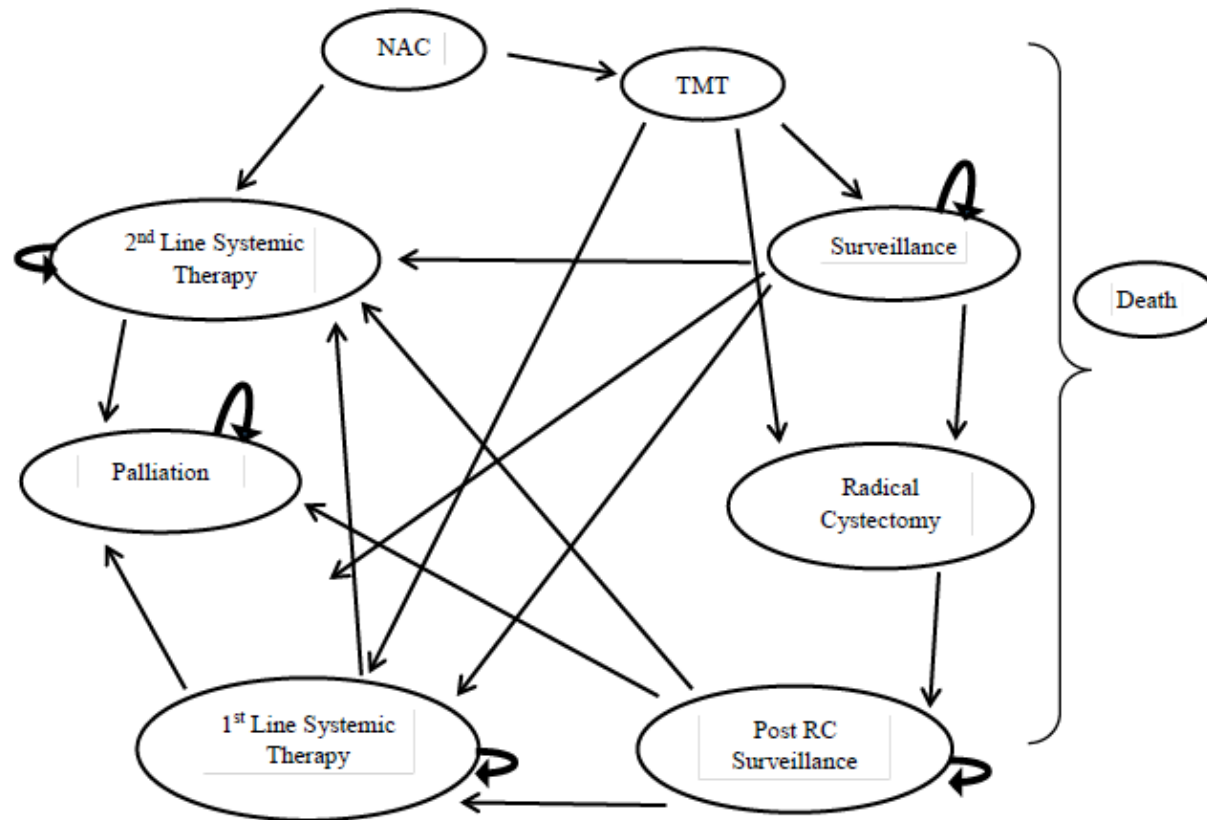 NAC
TMT
2nd Line Systemic
Therapy
Surveillance
Death
Palliation
Radical
Cystectomy
1st Line Systemic
Therapy
Post RC
Surveillance